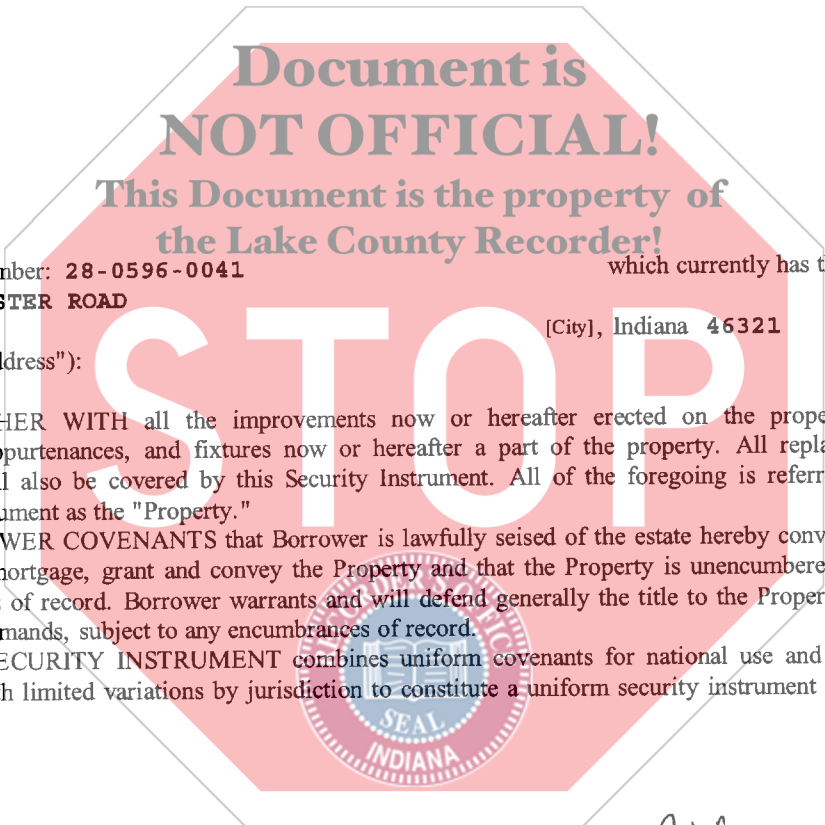 Document is
NOT OFFICIAL!
This Document is the property of
the Lake County Recorder!
nber: 28-0596-0041 which currently has t
STER ROAD
[City], Indiana 46321
ddress"):
STOP
HER WITH all the improvements now or hereafter erected on the prope
ppurtenances, and fixtures now or hereafter a part of the property. All repla
l also be covered by this Security Instrument. All of the foregoing is referr
ument as the "Property."
WER COVENANTS that Borrower is lawfully seised of the estate hereby conv
nortgage, grant and convey the Property and that the Property is unencumbere
of record. Borrower warrants and will defend generally the title to the Proper
mands, subject to any encumbrances of record.
ECURITY INSTRUMENT combines uniform covenants for national use and
h limited variations by jurisdiction to constitute a uniform security instrument
RECORDER'S OFFICE
SEAL
INDIANA